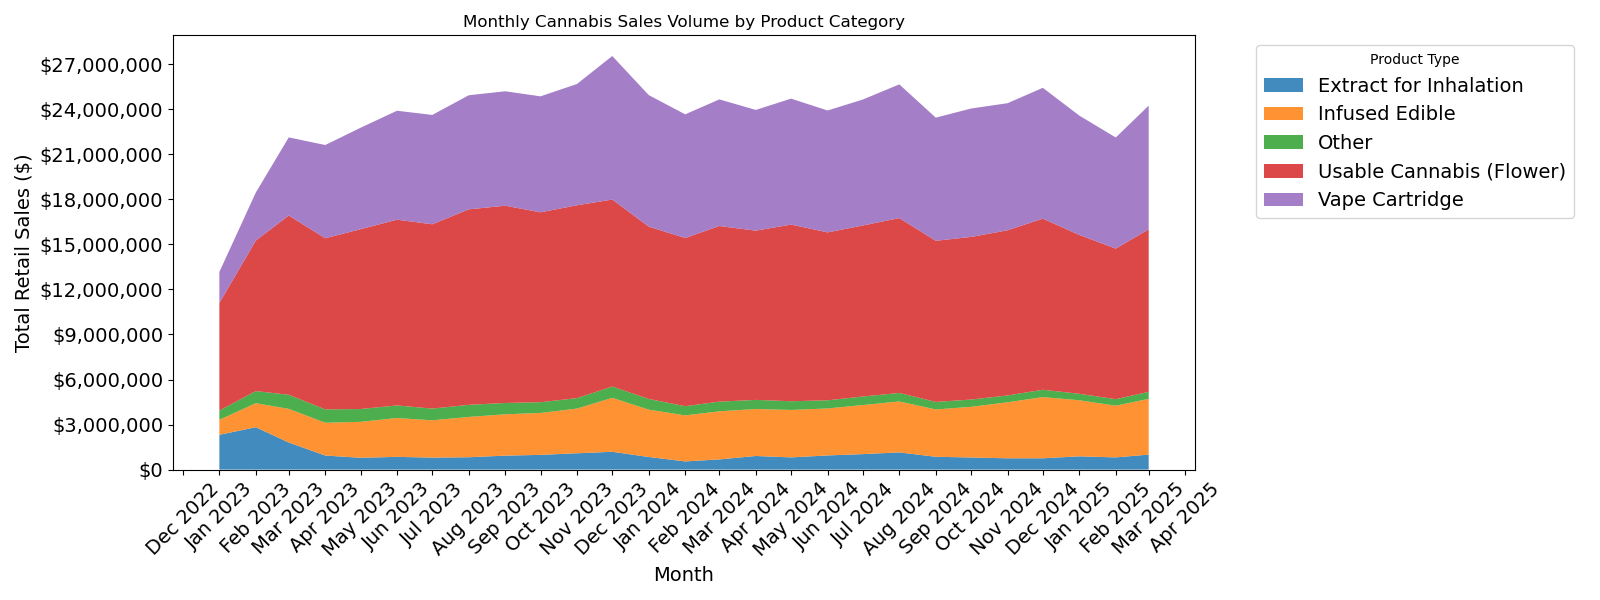 Monthly Cannabis Sales Volume by Product Category
Total Retail Sales ($)
$27,000,000
$24,000,000
$21,000,000
$18,000,000
$15,000,000
$12,000,000
$9,000,000
$6,000,000
$3,000,000
$0
Dec 2022
Jan 2023
Feb 2023
Mar 2023
Apr 2023
May 2023
Jun 2023
Jul 2023
Aug 2023
Sep 2023
Oct 2023
Nov 2023
Dec 2023
Jan 2024
Feb 2024
Mar 2024
Apr 2024
May 2024
Jun 2024
Jul 2024
Aug 2024
Sep 2024
Oct 2024
Nov 2024
Dec 2024
Jan 2025
Feb 2025
Mar 2025
Apr 2025
Month
Product Type
Extract for Inhalation
Infused Edible
Other
Usable Cannabis (Flower)
Vape Cartridge